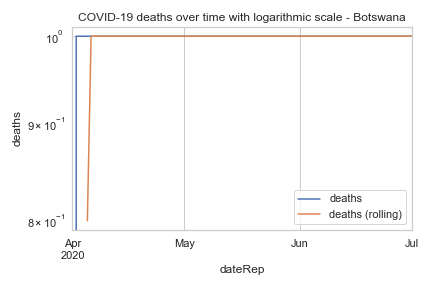 COVID-19 deaths over time with logarithmic scale - Botswana
10⁰
9 × 10⁻¹
8 × 10⁻¹
deaths
deaths
deaths (rolling)
Apr
2020
May
Jun
Jul
dateRep